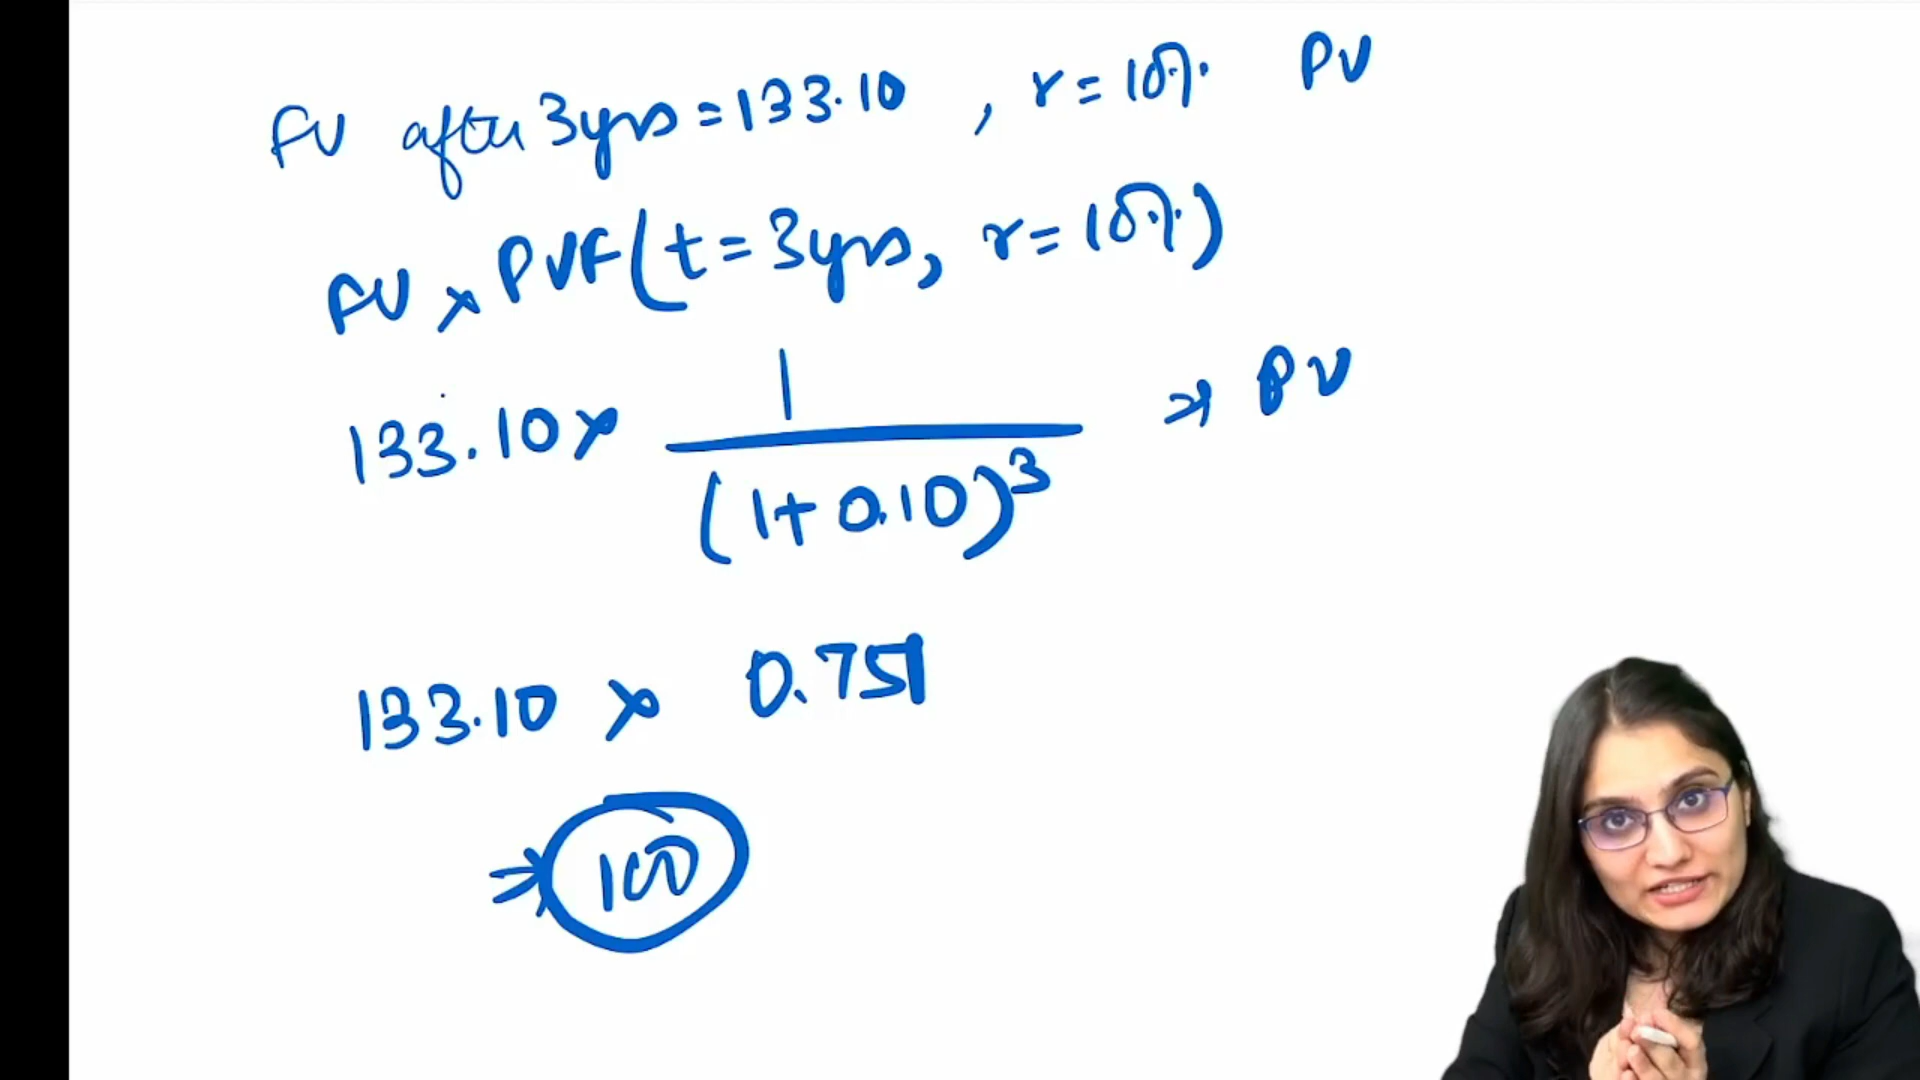 FV after 3yrs = 133.10 , r = 10% PV
FV × PVF (t = 3yrs, r = 10%)
133.10 × 1 / (1 + 0.10)³ ⇒ PV
133.10 × 0.751
⇒ 100